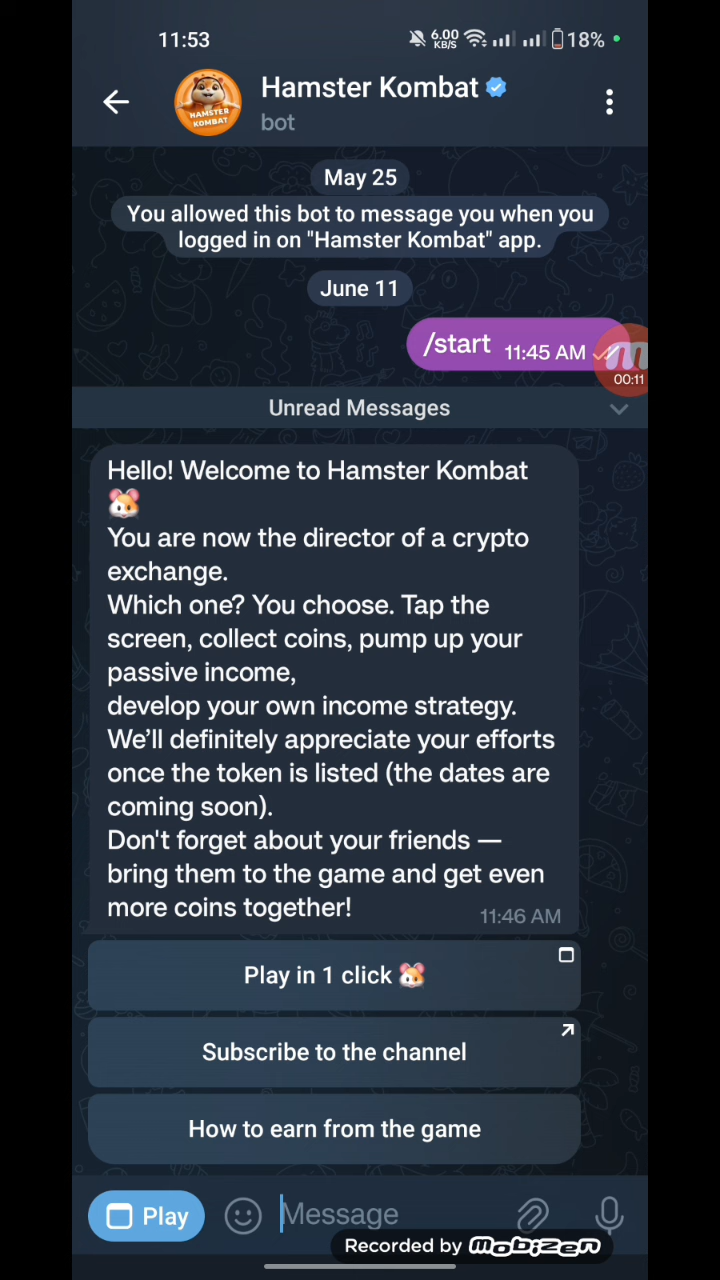 11:53
6.00 KB/S
18%
Hamster Kombat
HAMSTER KOMBAT
bot
May 25
You allowed this bot to message you when you
logged in on "Hamster Kombat" app.
June 11
/start 11:45 AM
00:11
Unread Messages
Hello! Welcome to Hamster Kombat
🐹
You are now the director of a crypto
exchange.
Which one? You choose. Tap the
screen, collect coins, pump up your
passive income,
develop your own income strategy.
We’ll definitely appreciate your efforts
once the token is listed (the dates are
coming soon).
Don't forget about your friends —
bring them to the game and get even
more coins together!
11:46 AM
Play in 1 click 🐹
Subscribe to the channel
How to earn from the game
Play
Message
Recorded by Mobizen